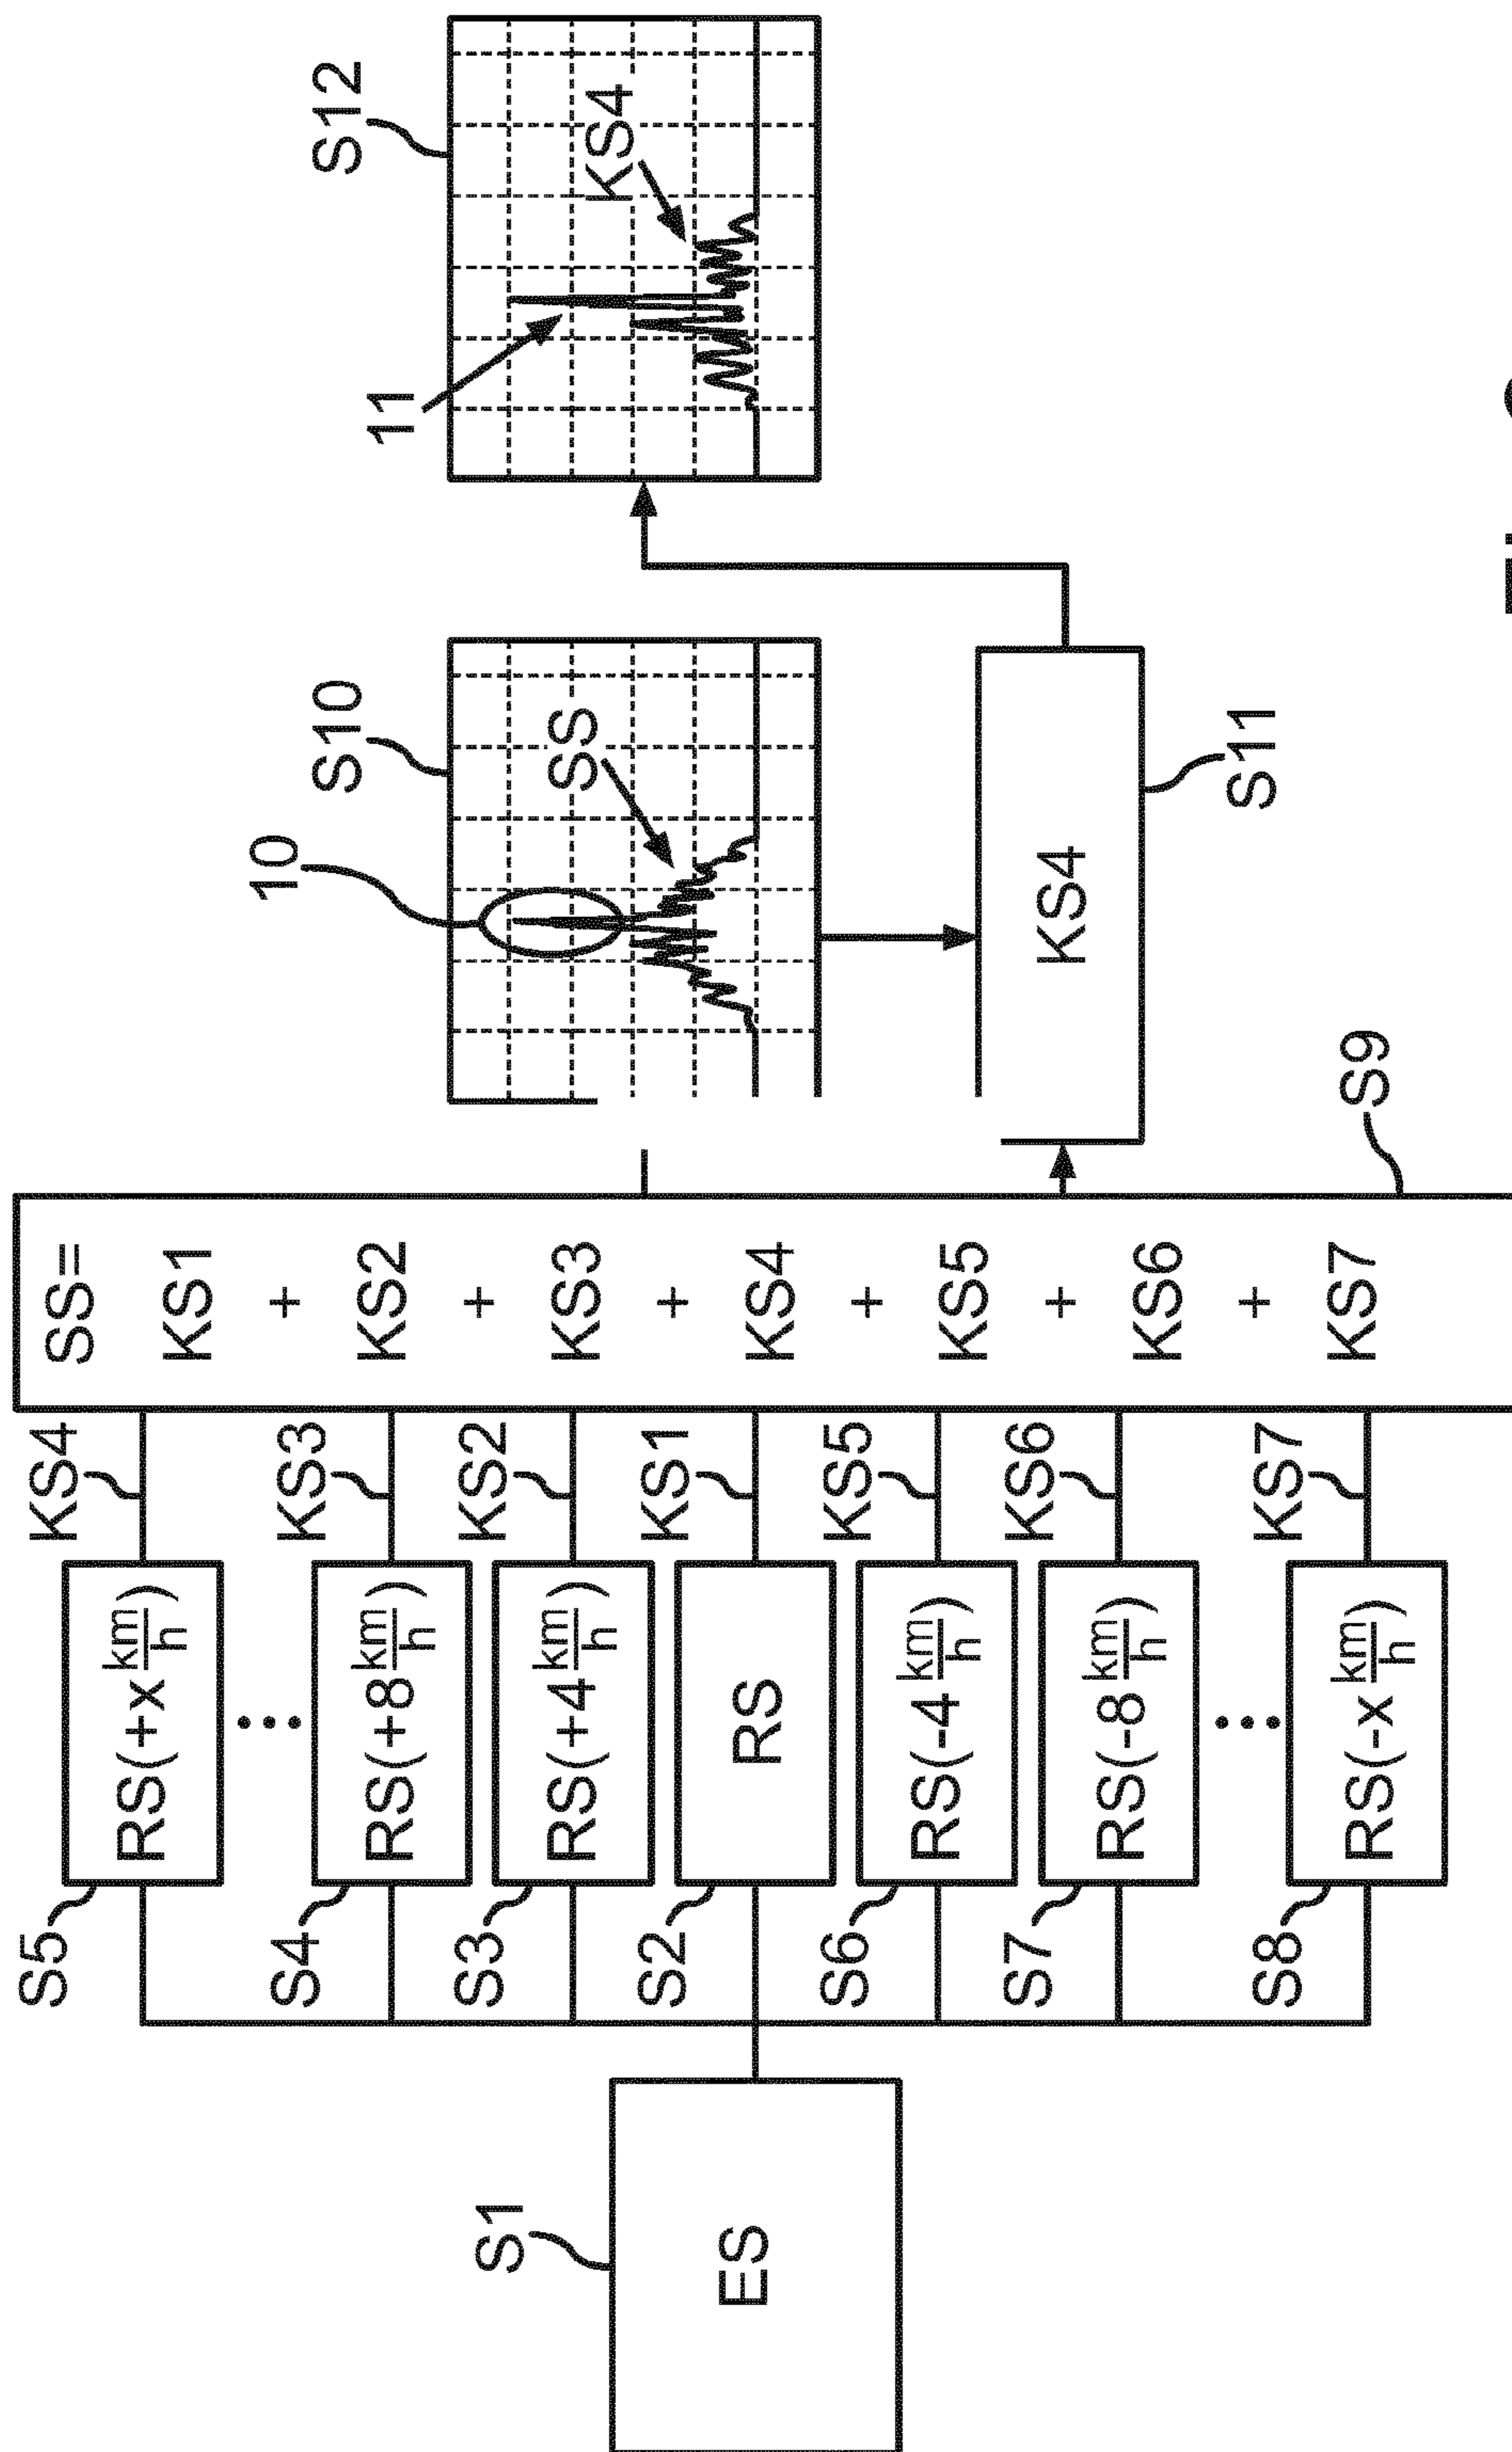 S1
ES
S5
RS(+x km/h)
KS4
S4
RS(+8 km/h)
KS3
S3
RS(+4 km/h)
KS2
S2
RS
KS1
S6
RS(-4 km/h)
KS5
S7
RS(-8 km/h)
KS6
S8
RS(-x km/h)
KS7
SS=
KS1
+
KS2
+
KS3
+
KS4
+
KS5
+
KS6
+
KS7
S9
10
S10
SS
KS4
S11
11
S12
KS4